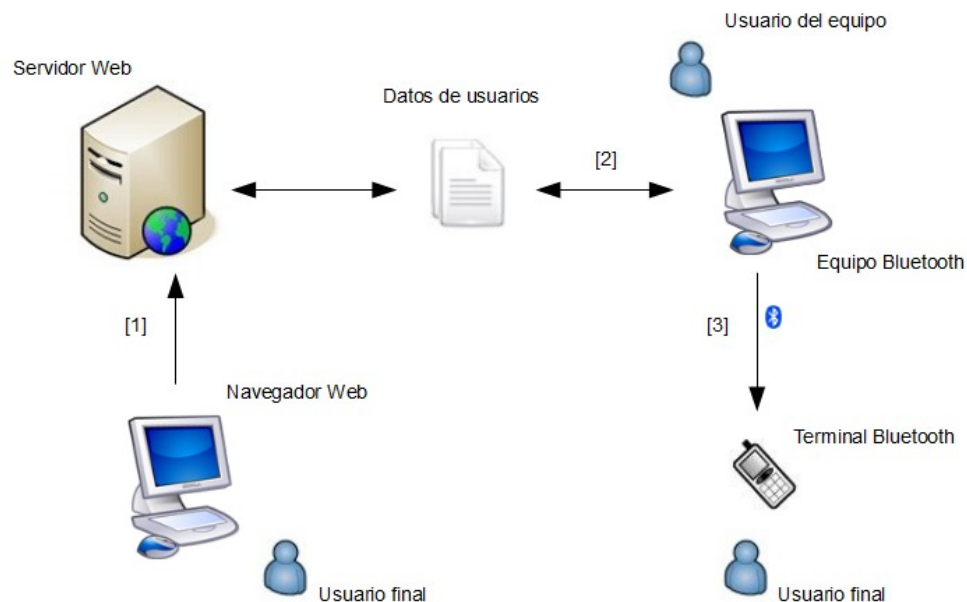 Usuario del equipo
Servidor Web
Datos de usuarios
[2]
Equipo Bluetooth
[1]
[3]
Navegador Web
Terminal Bluetooth
Usuario final
Usuario final